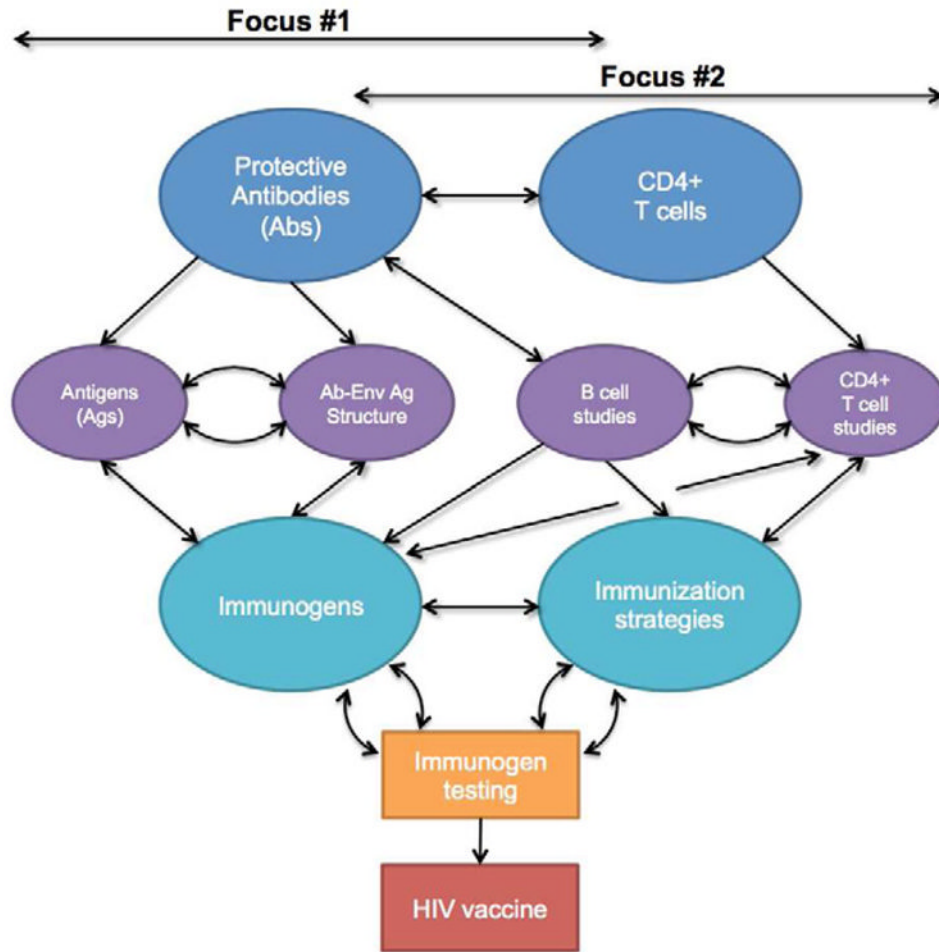 Focus #1
Focus #2
Protective
Antibodies
(Abs)
CD4+
T cells
Antigens
(Ags)
Ab-Env Ag
Structure
B cell
studies
CD4+
T cell
studies
Immunogens
Immunization
strategies
Immunogen
testing
HIV vaccine